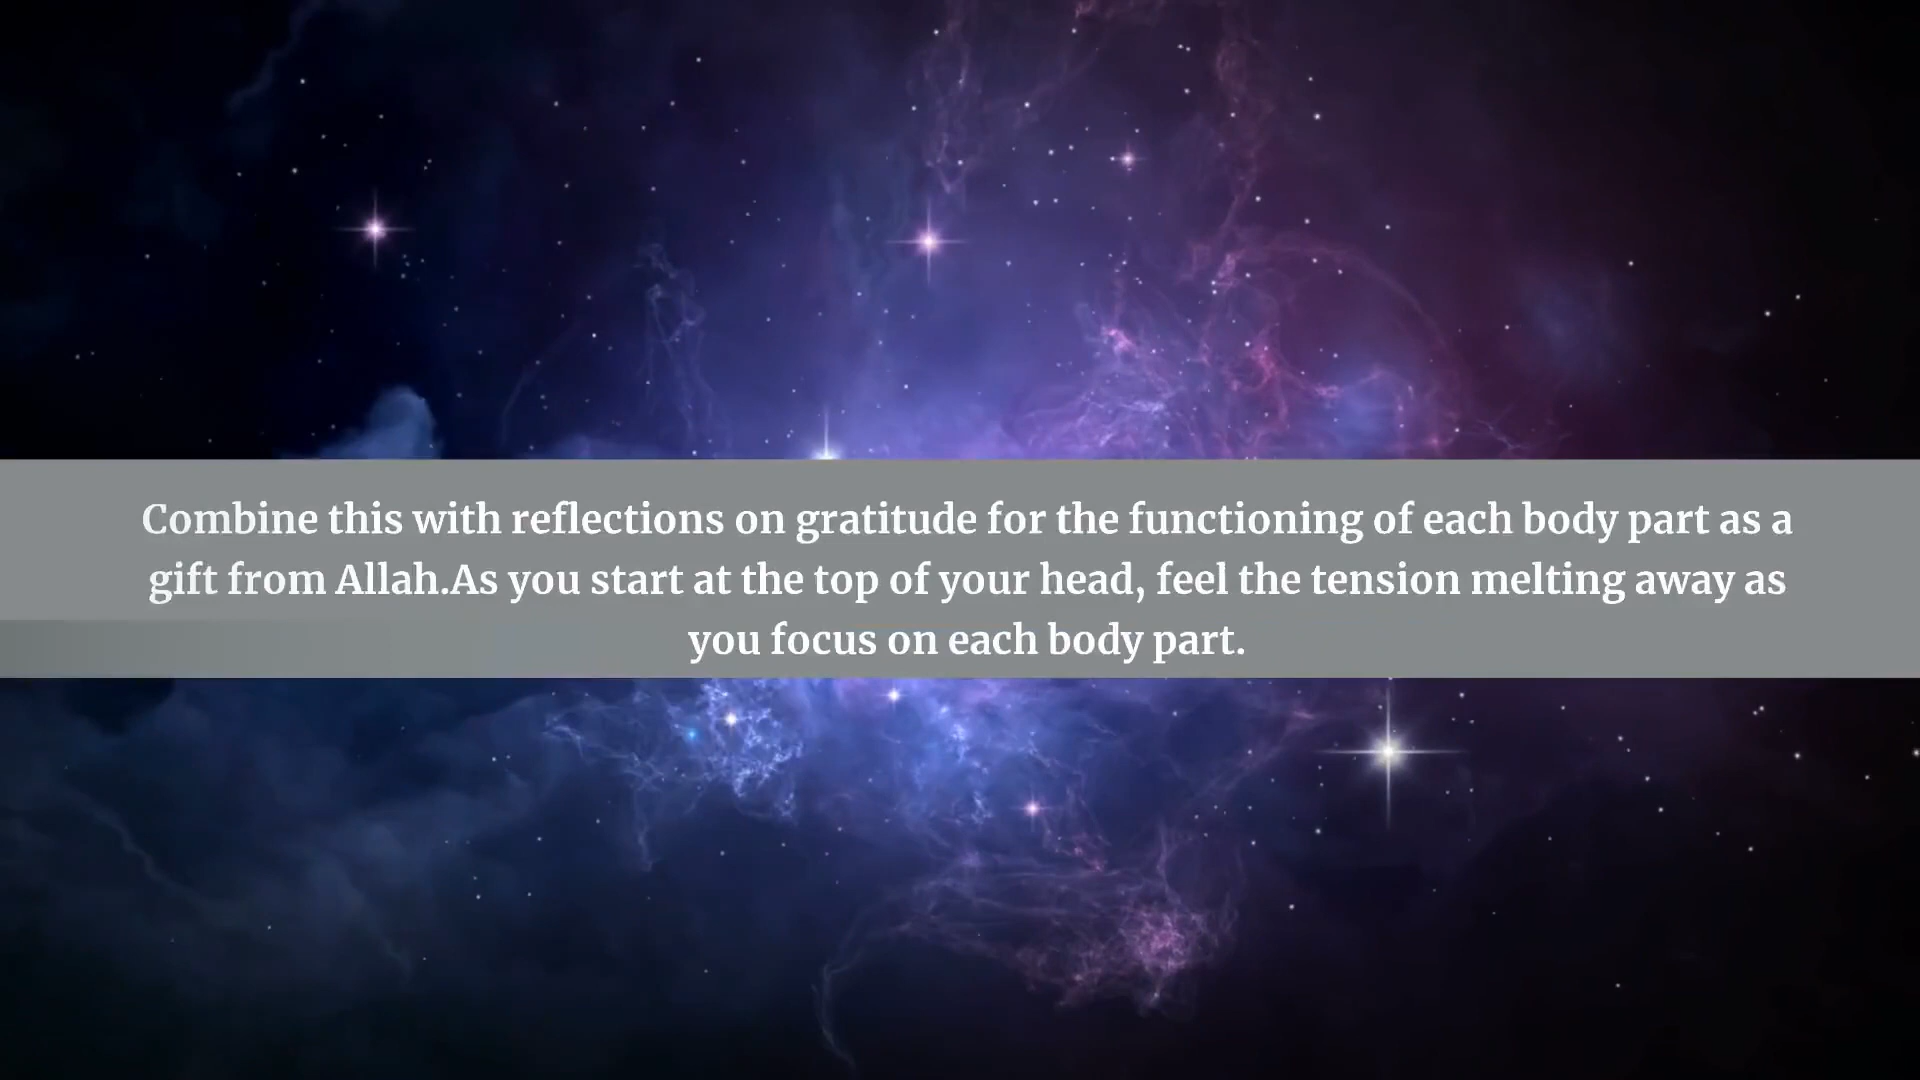 Combine this with reflections on gratitude for the functioning of each body part as a
gift from Allah.As you start at the top of your head, feel the tension melting away as
you focus on each body part.